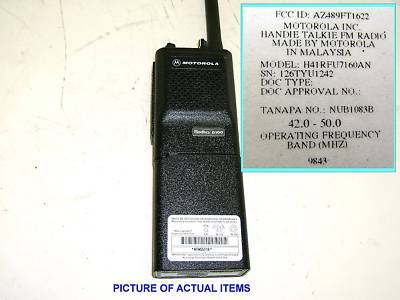 FCC ID: AZ489FT1622
MOTOROLA INC.
HANDIE TALKIE FM RADIO
MADE BY MOTOROLA
IN MALAYSIA
MODEL: H41RFU7160AN
SN: 126TYU1242
DOC TYPE:
DOC APPROVAL NO.:
TANAPA NO.: NUB1083B
42.0 - 50.0
OPERATING FREQUENCY
BAND (MHZ)
9843
MOTOROLA
Radius
PICTURE OF ACTUAL ITEMS